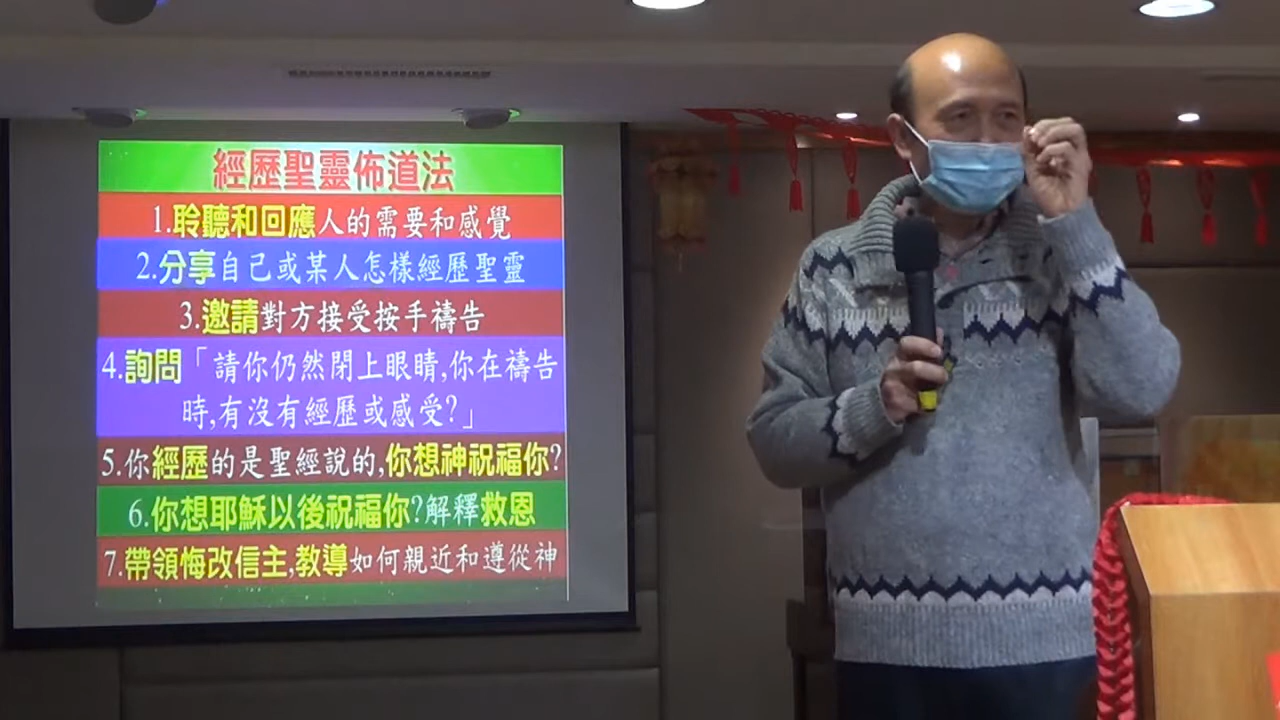 經歷聖靈佈道法
1.聆聽和回應人的需要和感覺
2.分享自己或某人怎樣經歷聖靈
3.邀請對方接受按手禱告
4.詢問「請你仍然閉上眼睛,你在禱告
時,有沒有經歷或感受?」
5.你經歷的是聖經說的,你想神祝福你?
6.你想耶穌以後祝福你?解釋救恩
7.帶領悔改信主,教導如何親近和遵從神